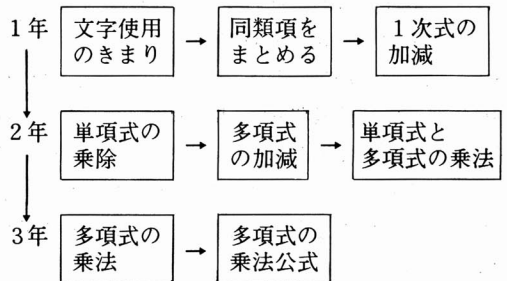 1年 文字使用のきまり → 同類項をまとめる → 1次式の加減
2年 単項式の乗除 → 多項式の加減 → 単項式と多項式の乗法
3年 多項式の乗法 → 多項式の乗法公式